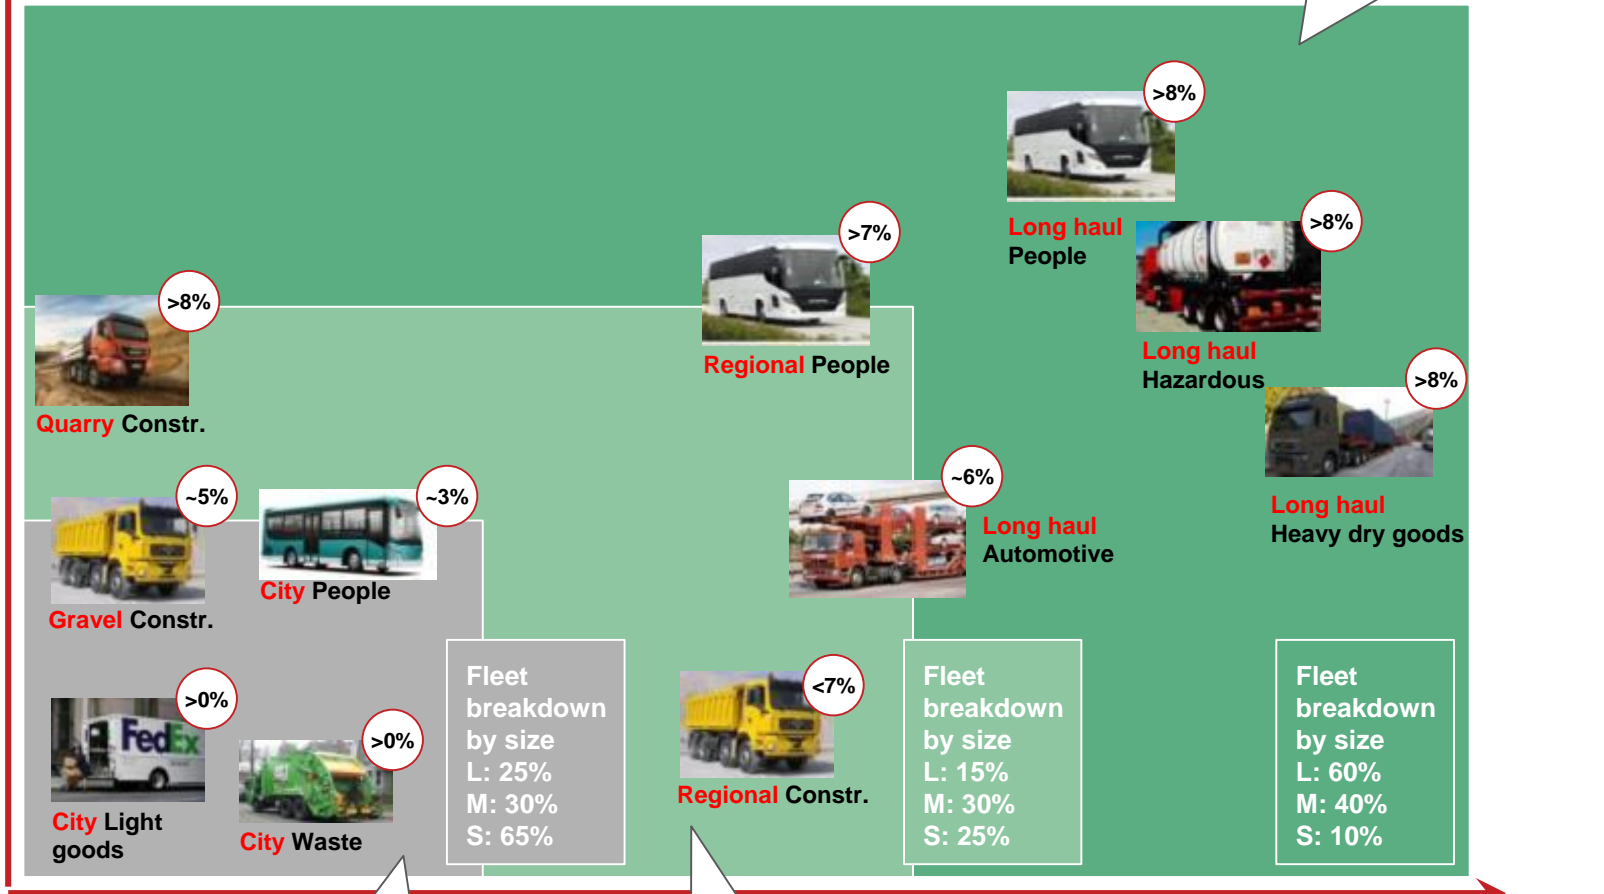 >8%
Long haul
People
>8%
Long haul
Hazardous
>7%
Regional People
>8%
Quarry Constr.
>8%
Long haul
Heavy dry goods
~5%
Gravel Constr.
~3%
City People
~6%
Long haul
Automotive
>0%
FedEx
City Light
goods
>0%
City Waste
Fleet
breakdown
by size
L: 25%
M: 30%
S: 65%
<7%
Regional Constr.
Fleet
breakdown
by size
L: 15%
M: 30%
S: 25%
Fleet
breakdown
by size
L: 60%
M: 40%
S: 10%